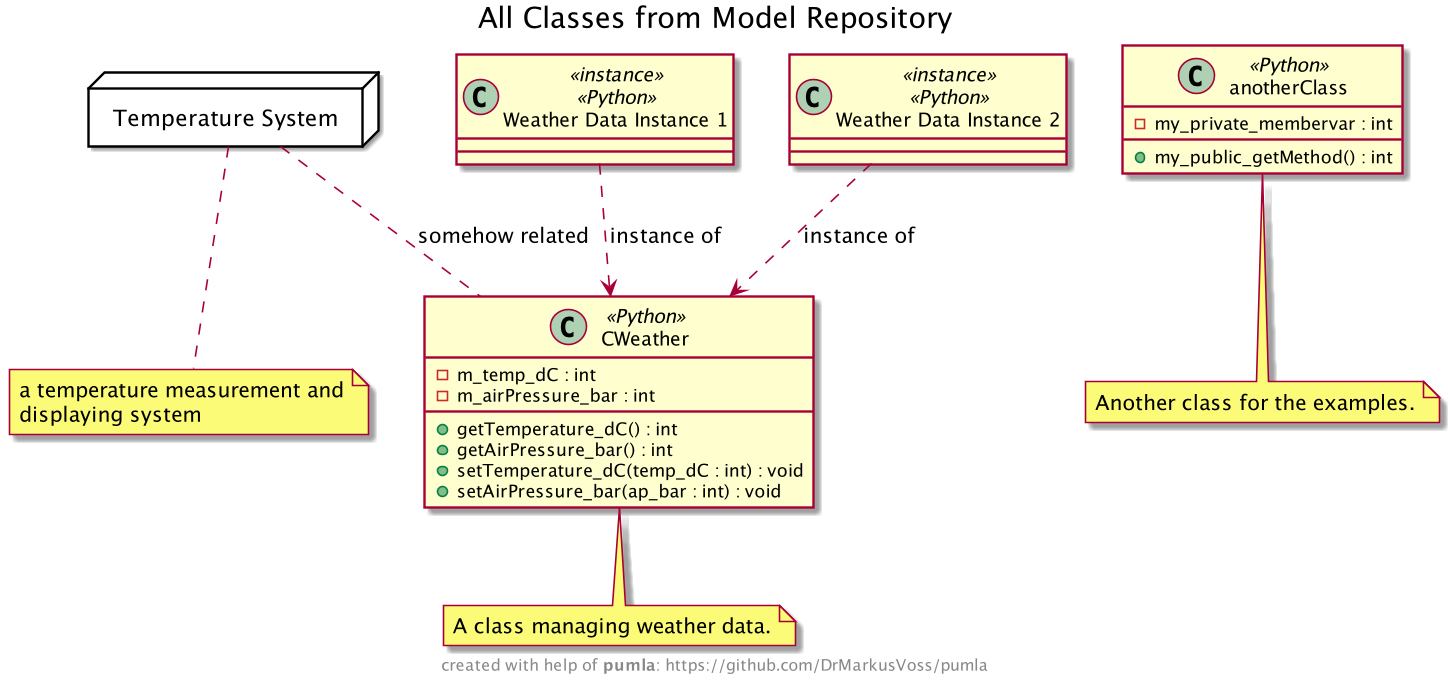 All Classes from Model Repository
Temperature System
«instance»
«Python»
C
Weather Data Instance 1
«instance»
«Python»
C
Weather Data Instance 2
«Python»
C
anotherClass
my_private_membervar : int
my_public_getMethod() : int
somehow related
instance of
instance of
«Python»
C
CWeather
m_temp_dC : int
m_airPressure_bar : int
getTemperature_dC() : int
getAirPressure_bar() : int
setTemperature_dC(temp_dC : int) : void
setAirPressure_bar(ap_bar : int) : void
a temperature measurement and
displaying system
Another class for the examples.
A class managing weather data.
created with help of pumla: https://github.com/DrMarkusVoss/pumla